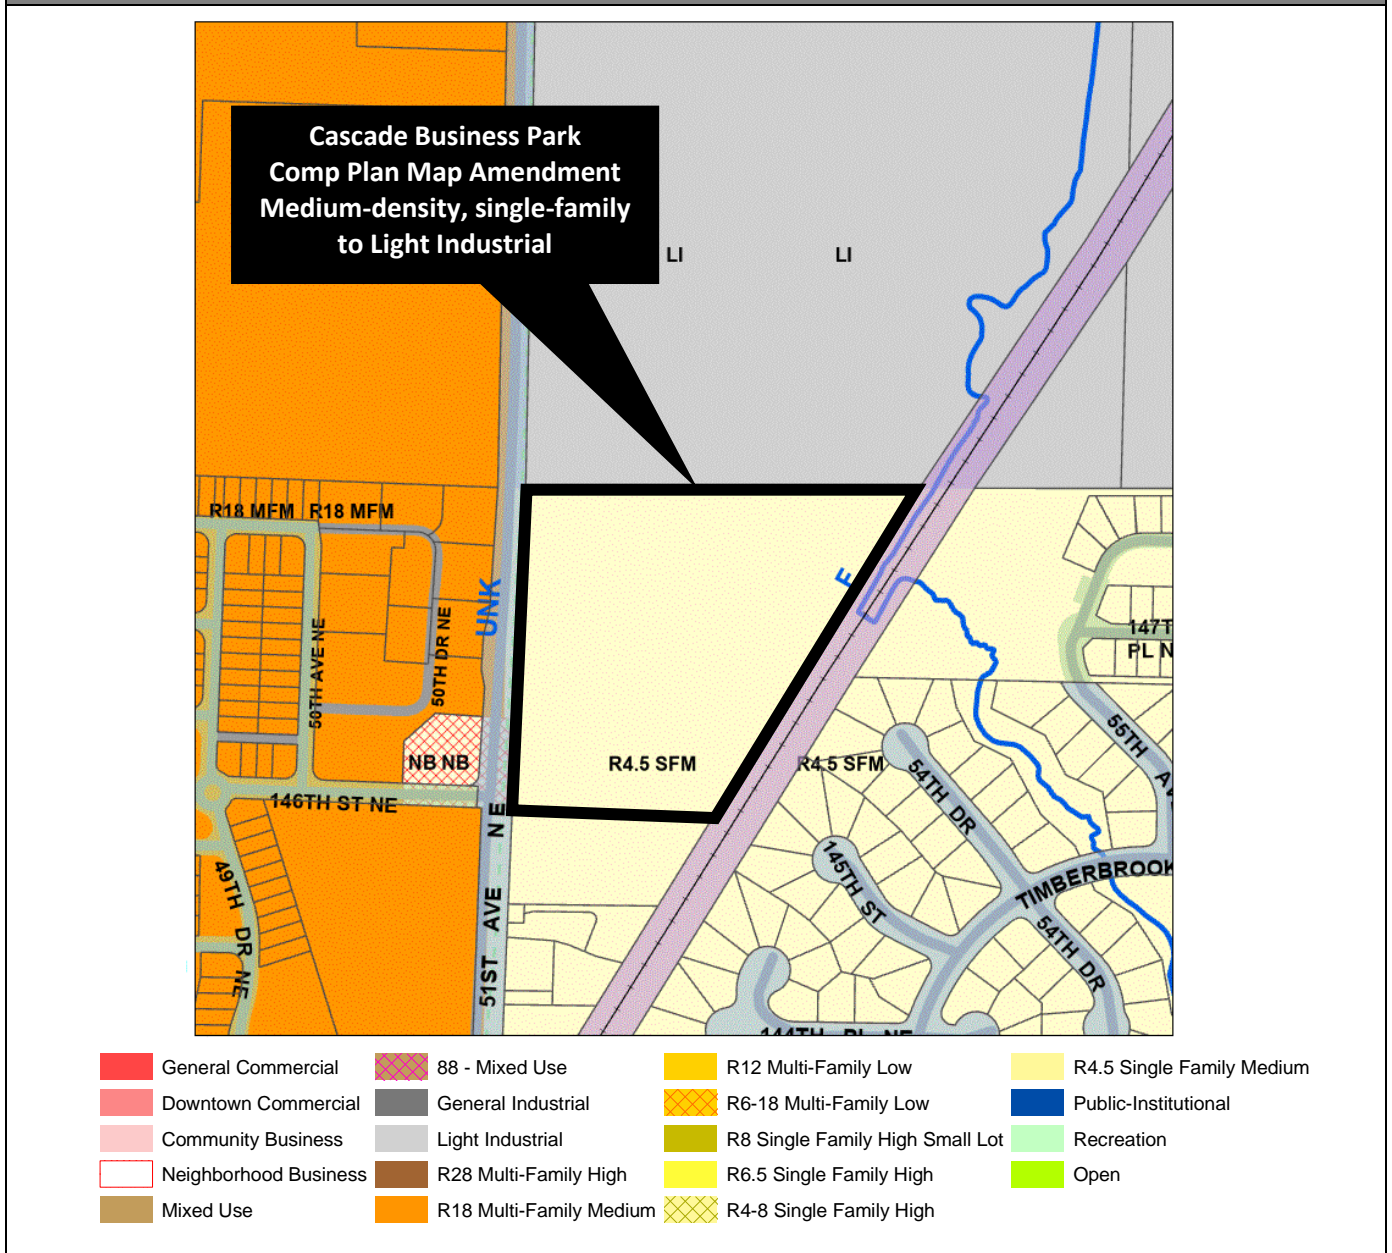 Cascade Business Park
Comp Plan Map Amendment
Medium-density, single-family
to Light Industrial
LI
LI
R18 MFM
R18 MFM
50TH AVE NE
50TH DR NE
UNK
F
147T
PL N
55TH AV
NB NB
R4.5 SFM
R4.5 SFM
54TH DR
146TH ST NE
145TH ST
49TH DR NE
51ST AVE NE
TIMBERBROOK
54TH DR
144TH PL NE
General Commercial
Downtown Commercial
Community Business
Neighborhood Business
Mixed Use
88 - Mixed Use
General Industrial
Light Industrial
R28 Multi-Family High
R18 Multi-Family Medium
R12 Multi-Family Low
R6-18 Multi-Family Low
R8 Single Family High Small Lot
R6.5 Single Family High
R4-8 Single Family High
R4.5 Single Family Medium
Public-Institutional
Recreation
Open